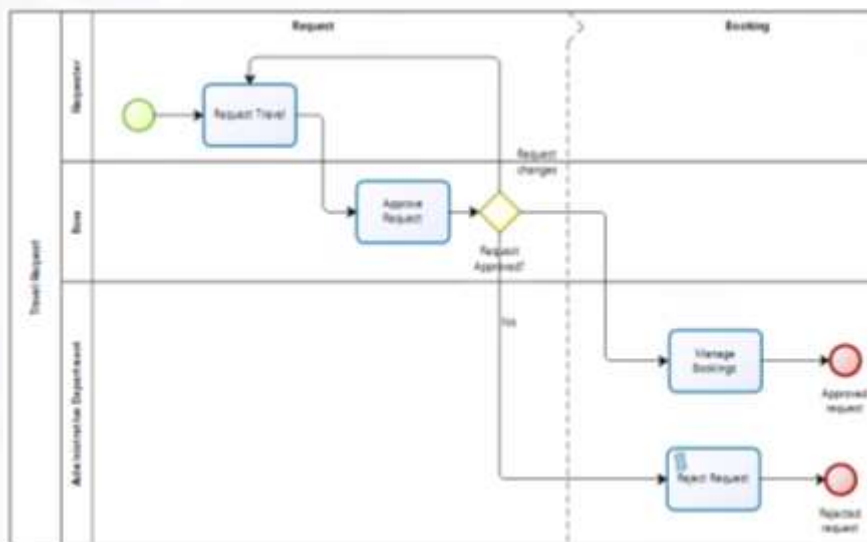 Request
Booking
Travel Request
Requester
Request Travel
Request
changes
Boss
Approve
Request
Request
Approved?
Administrative Department
Manage
Bookings
Approved
request
Reject Request
Rejected
request